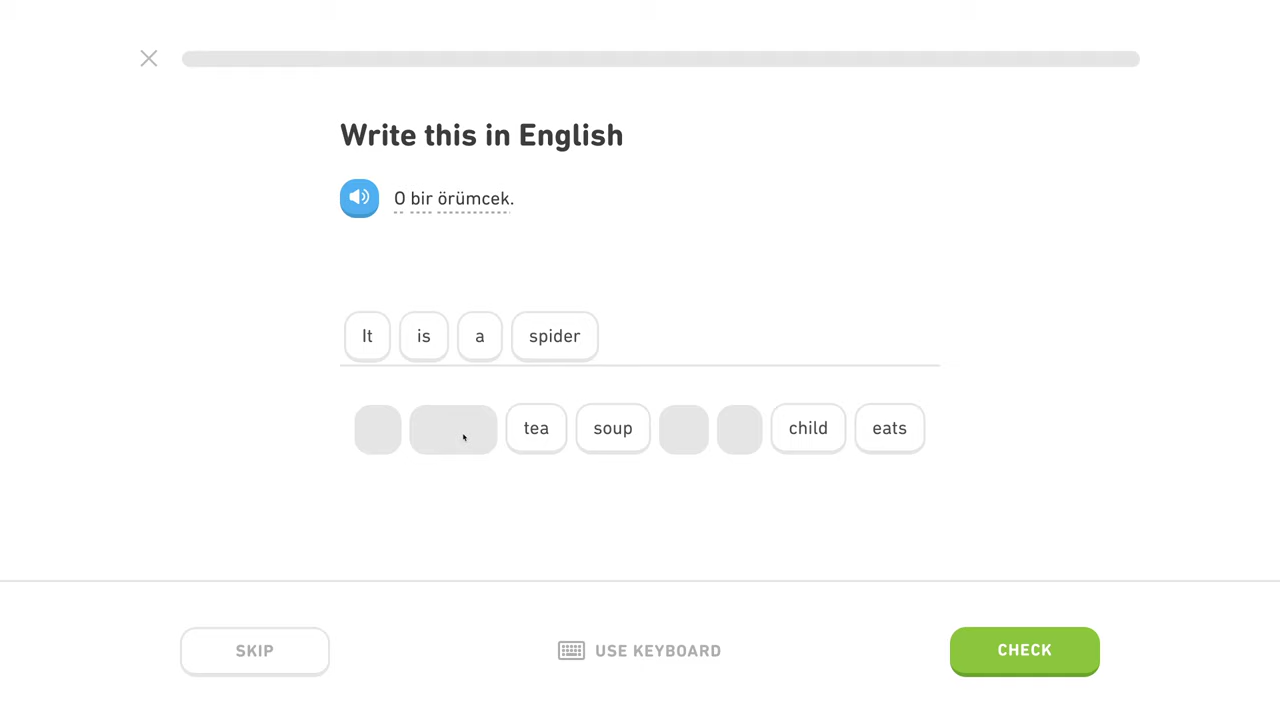 Write this in English
O bir örümcek.
It is a spider
tea soup child eats
SKIP USE KEYBOARD CHECK